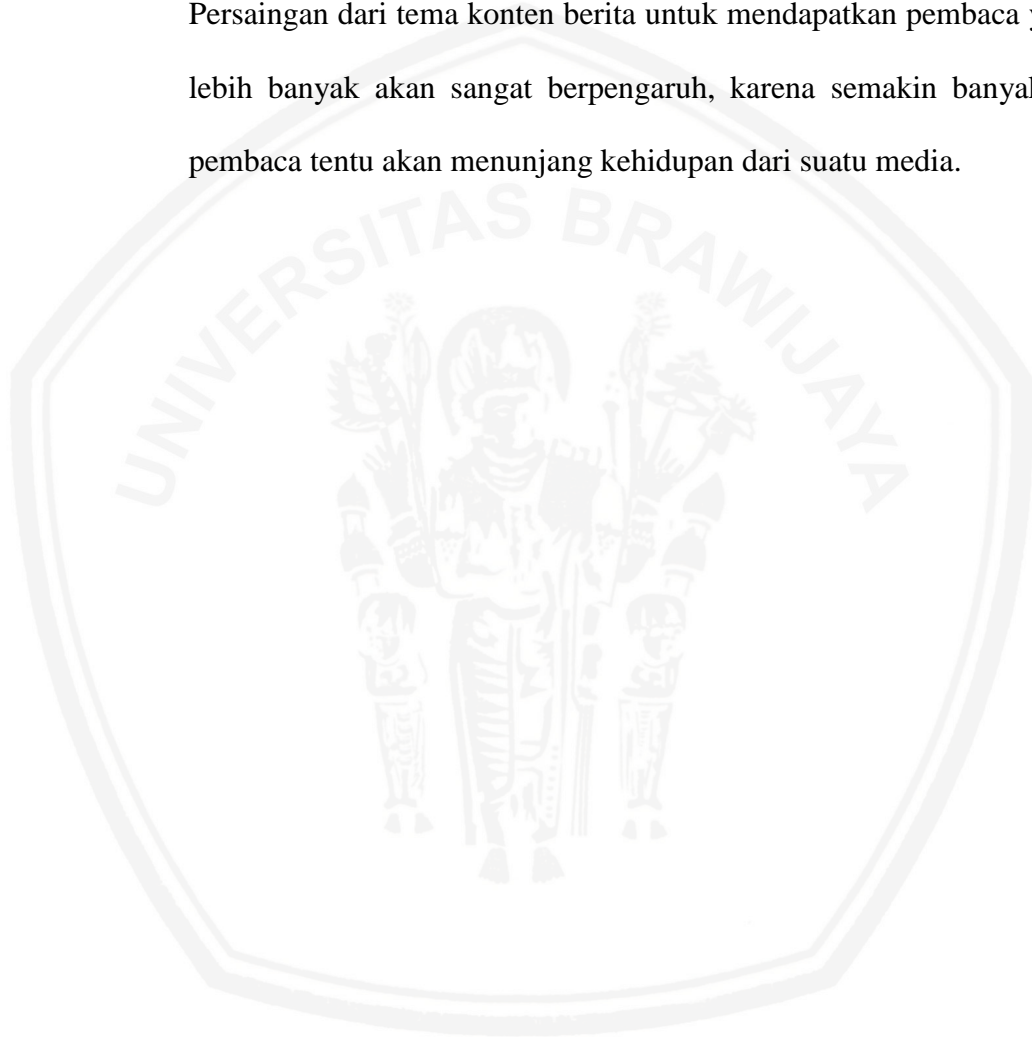 Persaingan dari tema konten berita untuk mendapatkan pembaca
lebih banyak akan sangat berpengaruh, karena semakin banyak
pembaca tentu akan menunjang kehidupan dari suatu media.
UNIVERSITAS BRAWIJAYA